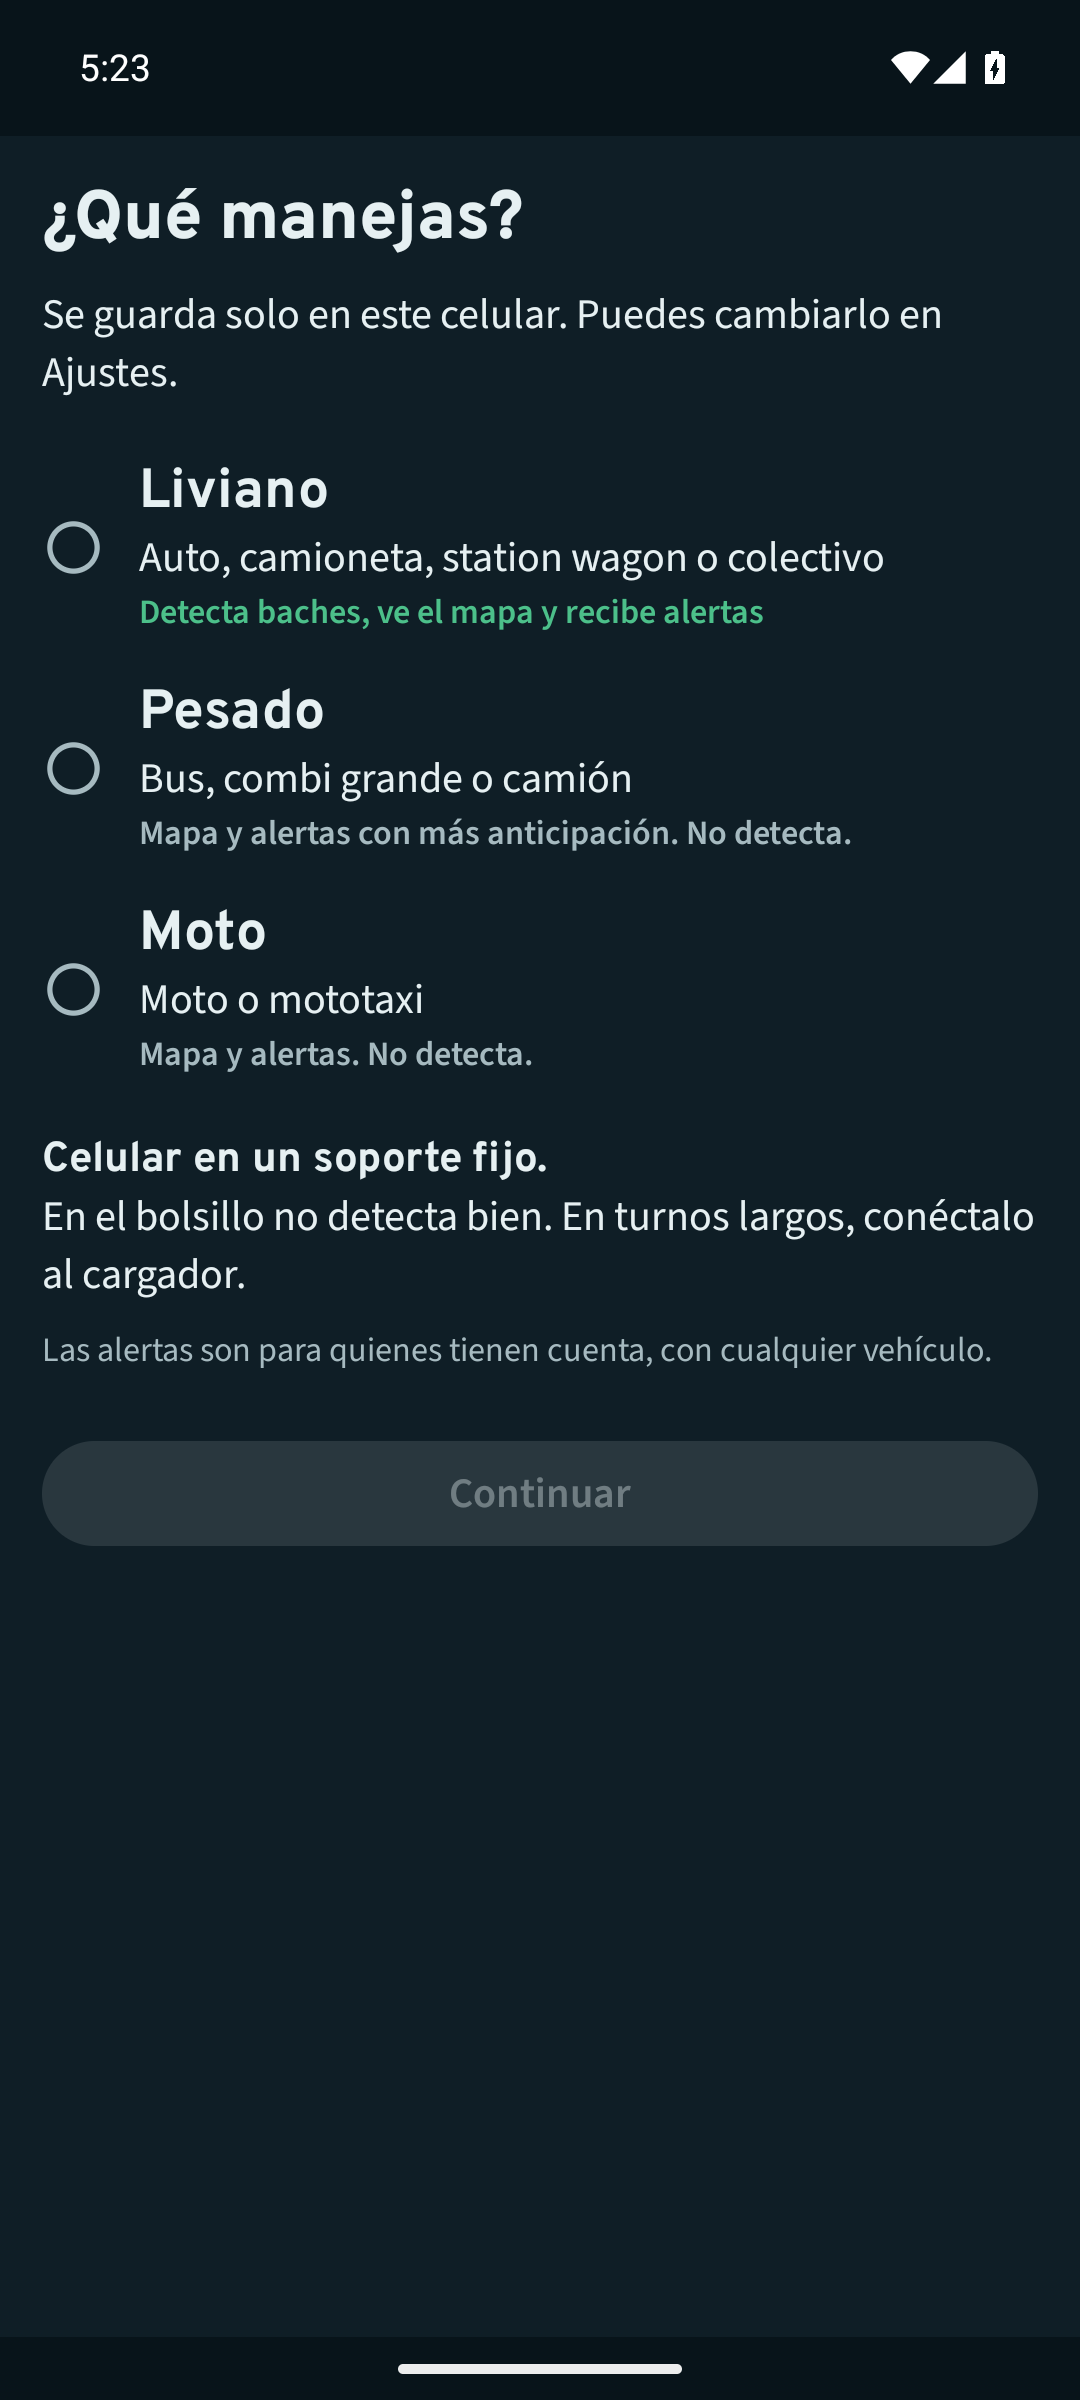 5:23
¿Qué manejas?
Se guarda solo en este celular. Puedes cambiarlo en
Ajustes.
Liviano
Auto, camioneta, station wagon o colectivo
Detecta baches, ve el mapa y recibe alertas
Pesado
Bus, combi grande o camión
Mapa y alertas con más anticipación. No detecta.
Moto
Moto o mototaxi
Mapa y alertas. No detecta.
Celular en un soporte fijo.
En el bolsillo no detecta bien. En turnos largos, conéctalo
al cargador.
Las alertas son para quienes tienen cuenta, con cualquier vehículo.
Continuar